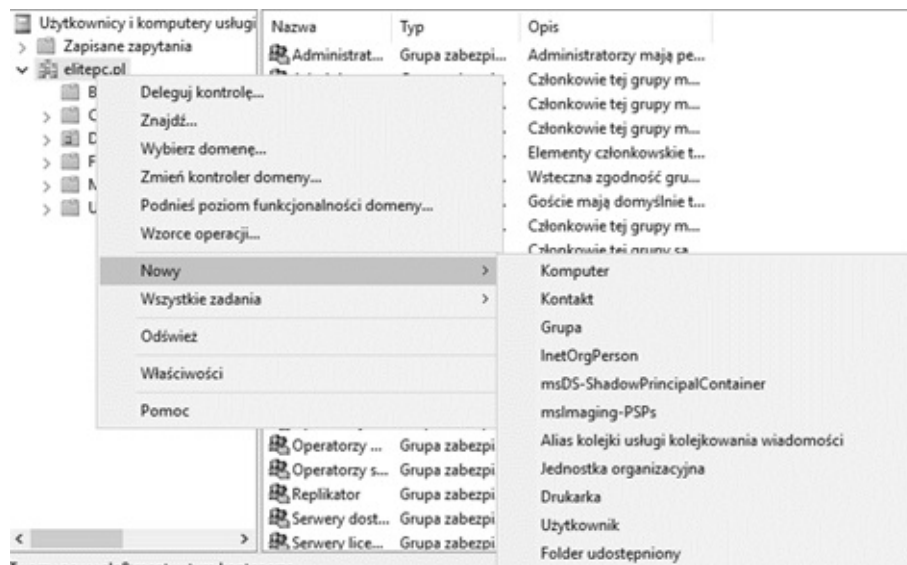 Użytkownicy i komputery usługi
Zapisane zapytania
elitepc.pl
B
C
D
F
M
U
Nazwa Typ Opis
Administrat... Grupa zabezpi... Administratorzy mają pe...
Członkowie tej grupy m...
Członkowie tej grupy m...
Członkowie tej grupy m...
Elementy członkowskie t...
Wsteczna zgodność gru...
Goście mają domyślnie t...
Członkowie tej grupy m...
Członkowie tej grupy są
Deleguj kontrolę...
Znajdź...
Wybierz domenę...
Zmień kontroler domeny...
Podnieś poziom funkcjonalności domeny...
Wzorce operacji...
Nowy
Wszystkie zadania
Odśwież
Właściwości
Pomoc
Komputer
Kontakt
Grupa
InetOrgPerson
msDS-ShadowPrincipalContainer
msImaging-PSPs
Alias kolejki usługi kolejkowania wiadomości
Jednostka organizacyjna
Drukarka
Użytkownik
Folder udostępniony
Operatorzy ... Grupa zabezpi
Operatorzy s... Grupa zabezpi
Replikator Grupa zabezpi
Serwery dost... Grupa zabezpi
Serwery lice... Grupa zabezpi